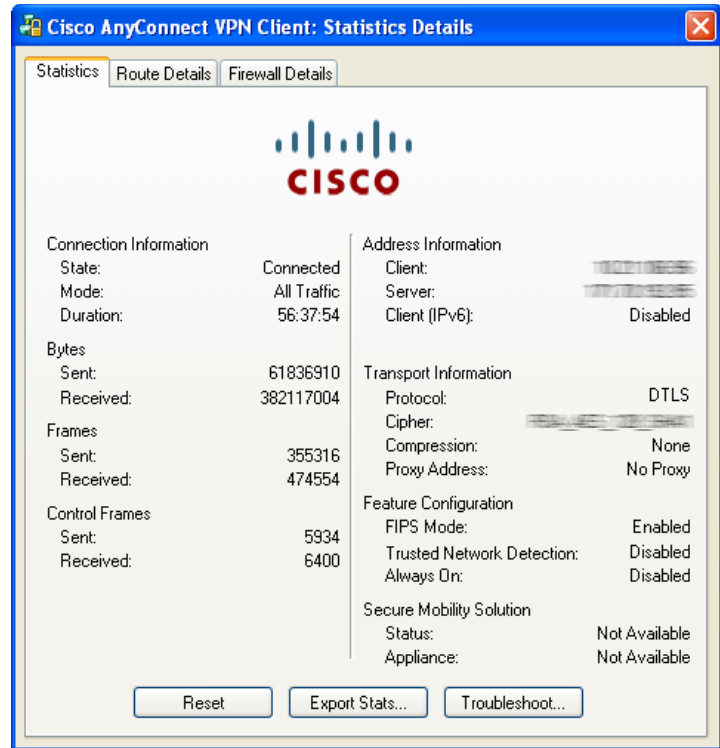 Cisco AnyConnect VPN Client: Statistics Details
Statistics
Route Details
Firewall Details
CISCO
Connection Information
State: Connected
Mode: All Traffic
Duration: 56:37:54
Bytes
Sent: 61836910
Received: 382117004
Frames
Sent: 355316
Received: 474554
Control Frames
Sent: 5934
Received: 6400
Address Information
Client:
Server:
Client (IPv6): Disabled
Transport Information
Protocol: DTLS
Cipher:
Compression: None
Proxy Address: No Proxy
Feature Configuration
FIPS Mode: Enabled
Trusted Network Detection: Disabled
Always On: Disabled
Secure Mobility Solution
Status: Not Available
Appliance: Not Available
Reset
Export Stats...
Troubleshoot...